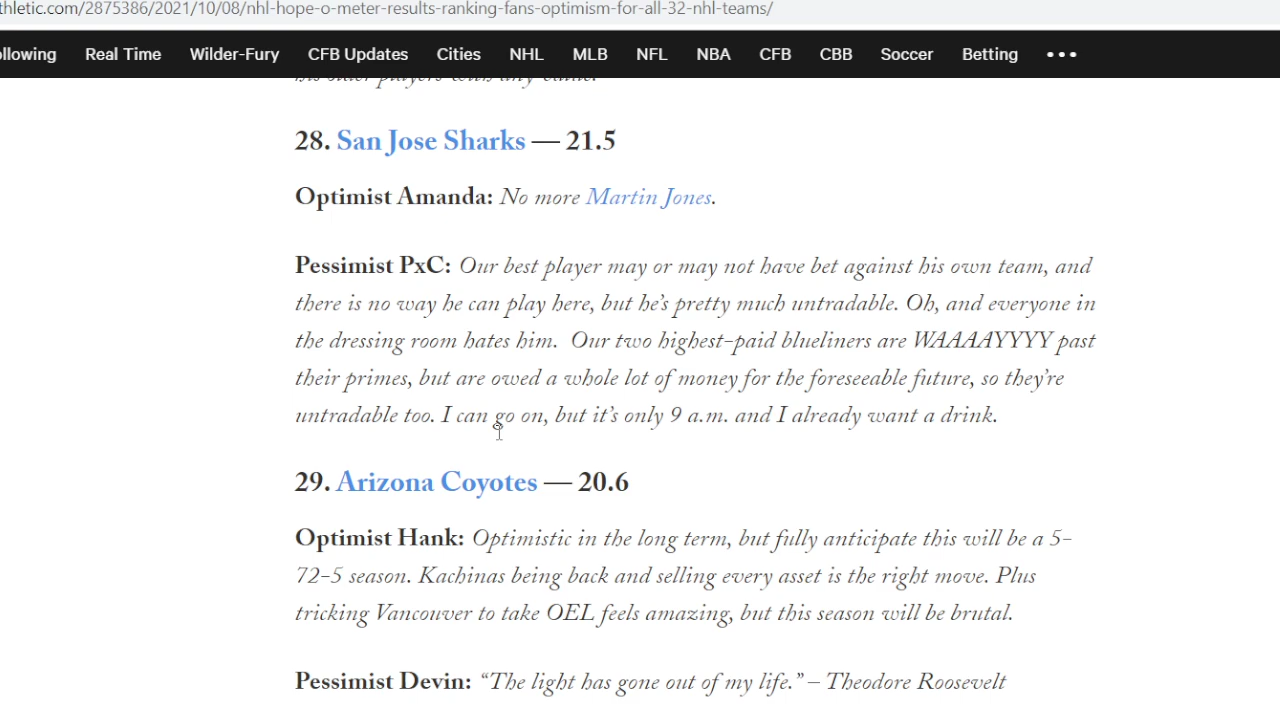 thletic.com/2875386/2021/10/08/nhl-hope-o-meter-results-ranking-fans-optimism-for-all-32-nhl-teams/
ollowing Real Time Wilder-Fury CFB Updates Cities NHL MLB NFL NBA CFB CBB Soccer Betting •••
his older players with any value.
28. San Jose Sharks — 21.5
Optimist Amanda: No more Martin Jones.
Pessimist PxC: Our best player may or may not have bet against his own team, and
there is no way he can play here, but he’s pretty much untradable. Oh, and everyone in
the dressing room hates him. Our two highest-paid blueliners are WAAAAYYYY past
their primes, but are owed a whole lot of money for the foreseeable future, so they’re
untradable too. I can go on, but it’s only 9 a.m. and I already want a drink.
29. Arizona Coyotes — 20.6
Optimist Hank: Optimistic in the long term, but fully anticipate this will be a 5-
72-5 season. Kachinas being back and selling every asset is the right move. Plus
tricking Vancouver to take OEL feels amazing, but this season will be brutal.
Pessimist Devin: “The light has gone out of my life.” – Theodore Roosevelt